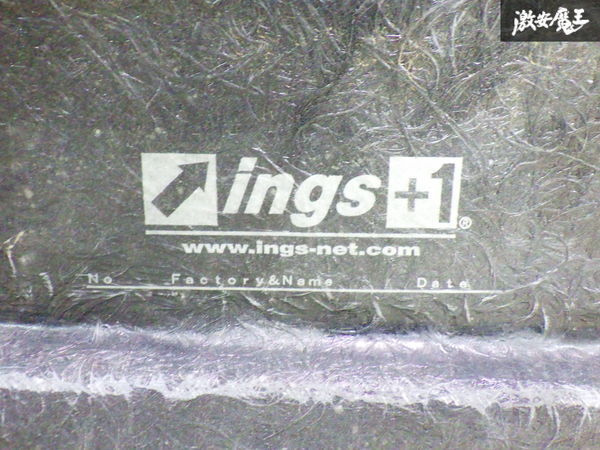 激安魔王
ings+1®
www.ings-net.com
No Factory&Name Date